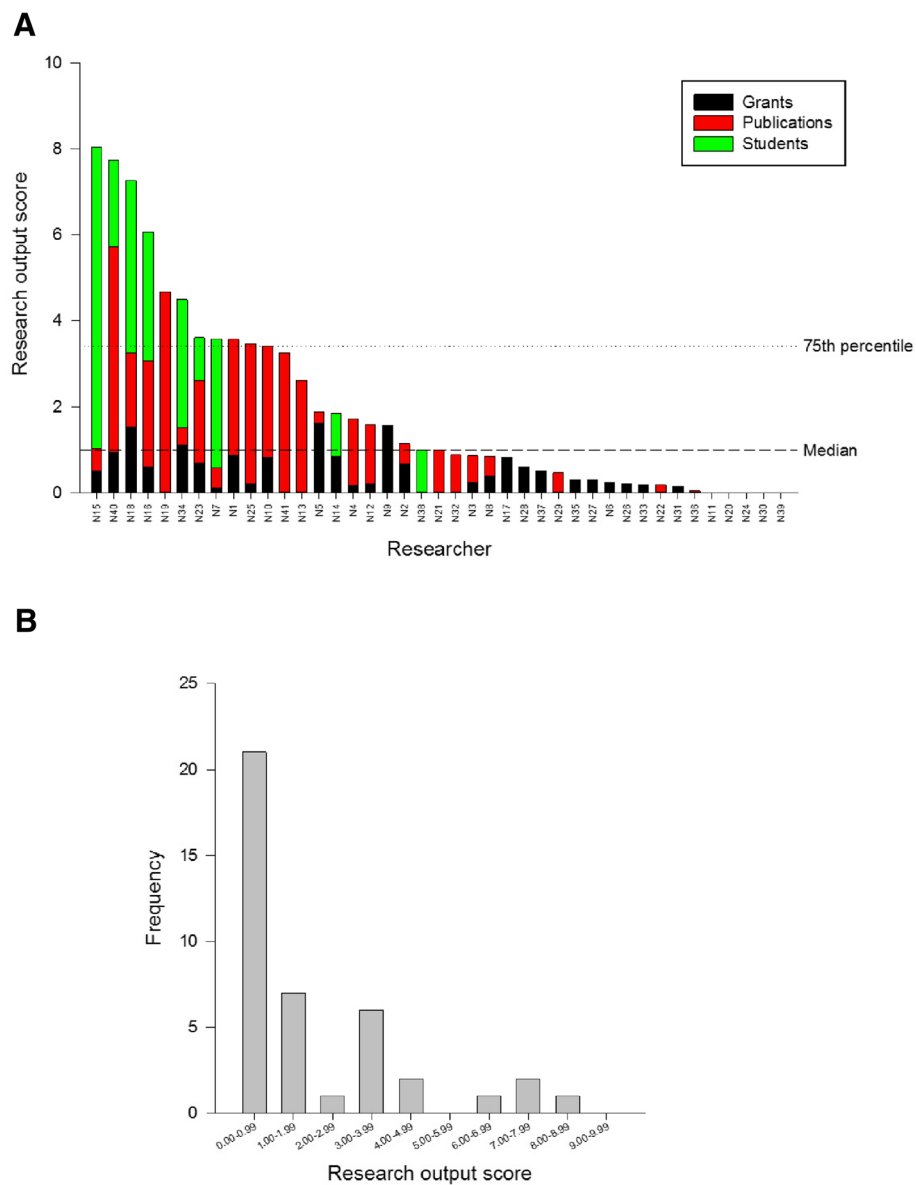 A
10
8
6
4
2
0
Research output score
Grants
Publications
Students
75th percentile
Median
N15 N40 N18 N16 N19 N34 N23 N7 N1 N25 N10 N41 N13 N5 N14 N4 N12 N9 N2 N38 N21 N32 N3 N8 N17 N28 N37 N29 N35 N27 N6 N26 N33 N22 N31 N36 N11 N20 N24 N30 N39
Researcher
B
25
20
15
10
5
0
Frequency
0.00-0.99 1.00-1.99 2.00-2.99 3.00-3.99 4.00-4.99 5.00-5.99 6.00-6.99 7.00-7.99 8.00-8.99 9.00-9.99
Research output score